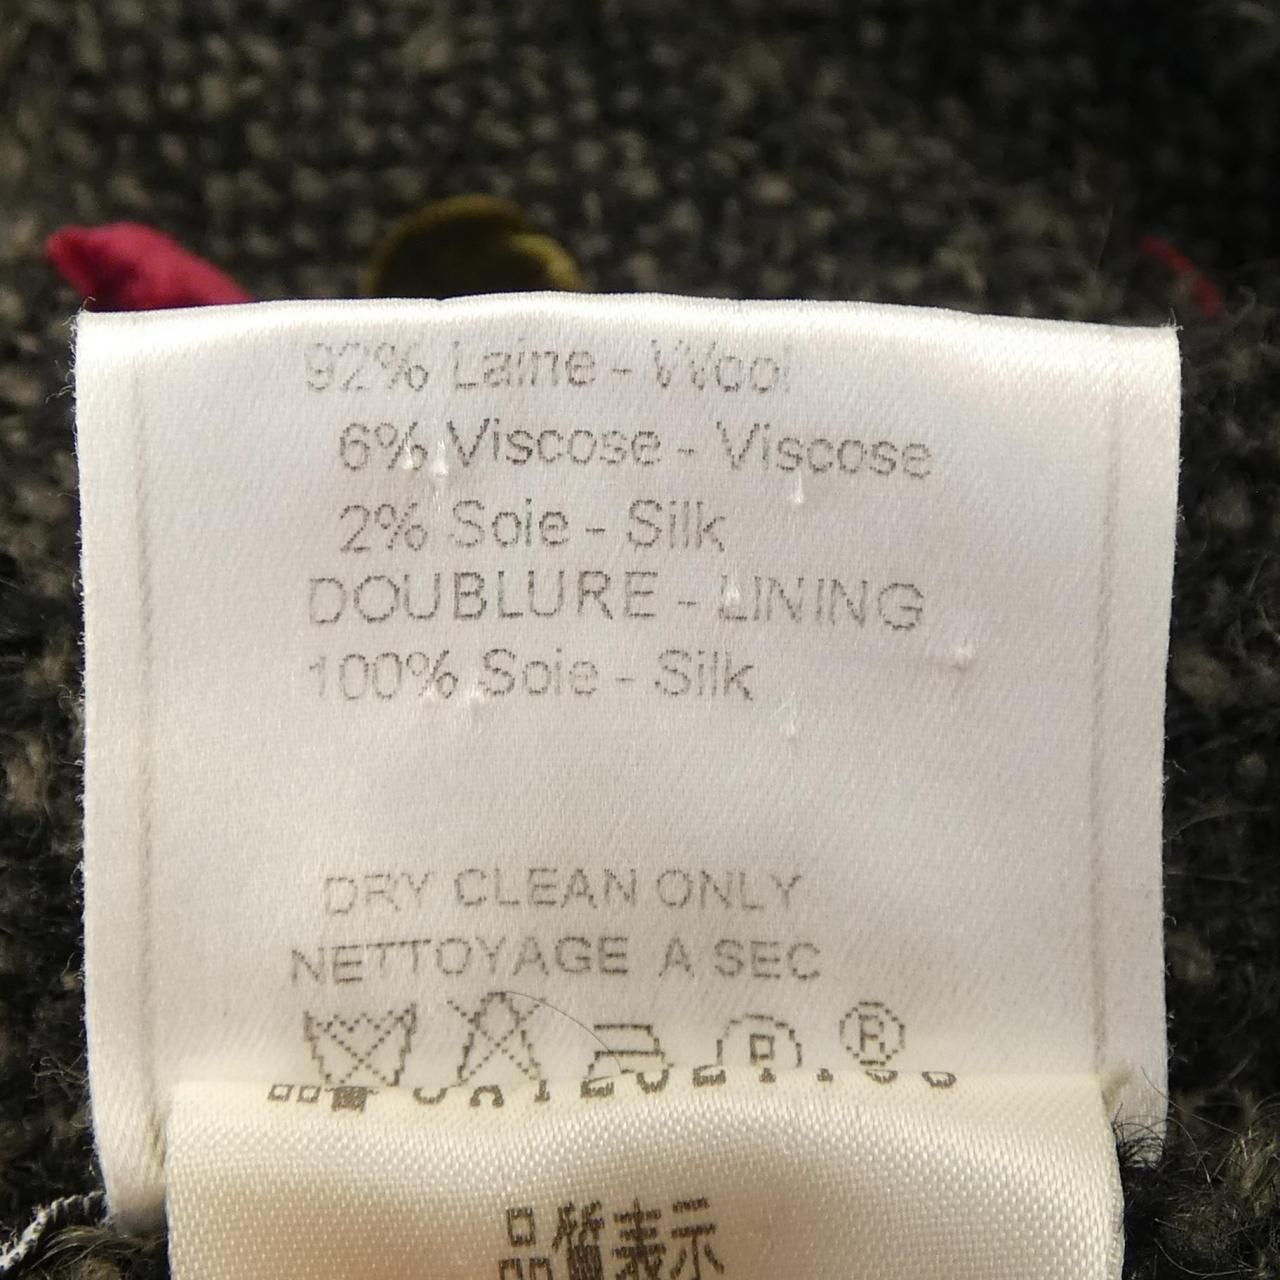 92% Laine - Wool
6% Viscose - Viscose
2% Soie - Silk
DOUBLURE - LINING
100% Soie - Silk
DRY CLEAN ONLY
NETTOYAGE A SEC
P
R
品質表示